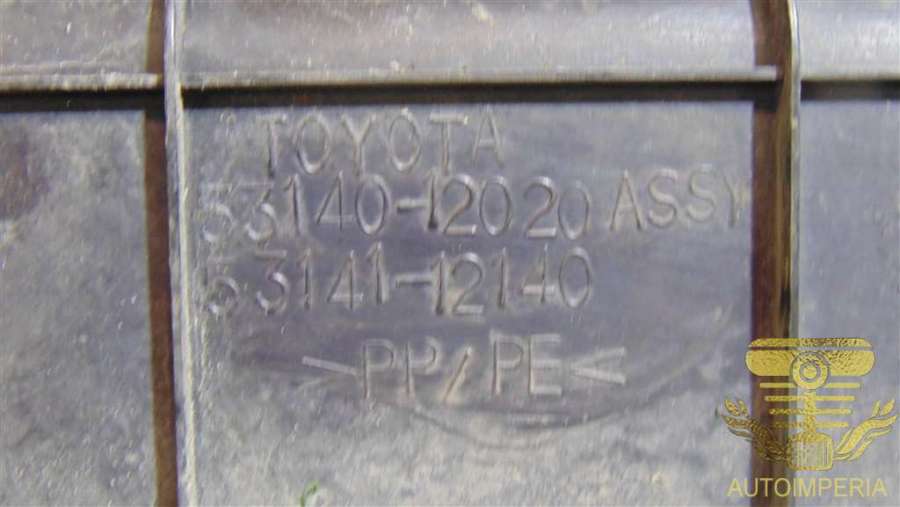 TOYOTA
53140-12020 ASSY
53141-12140
>PP/PE<
AUTOIMPERIA